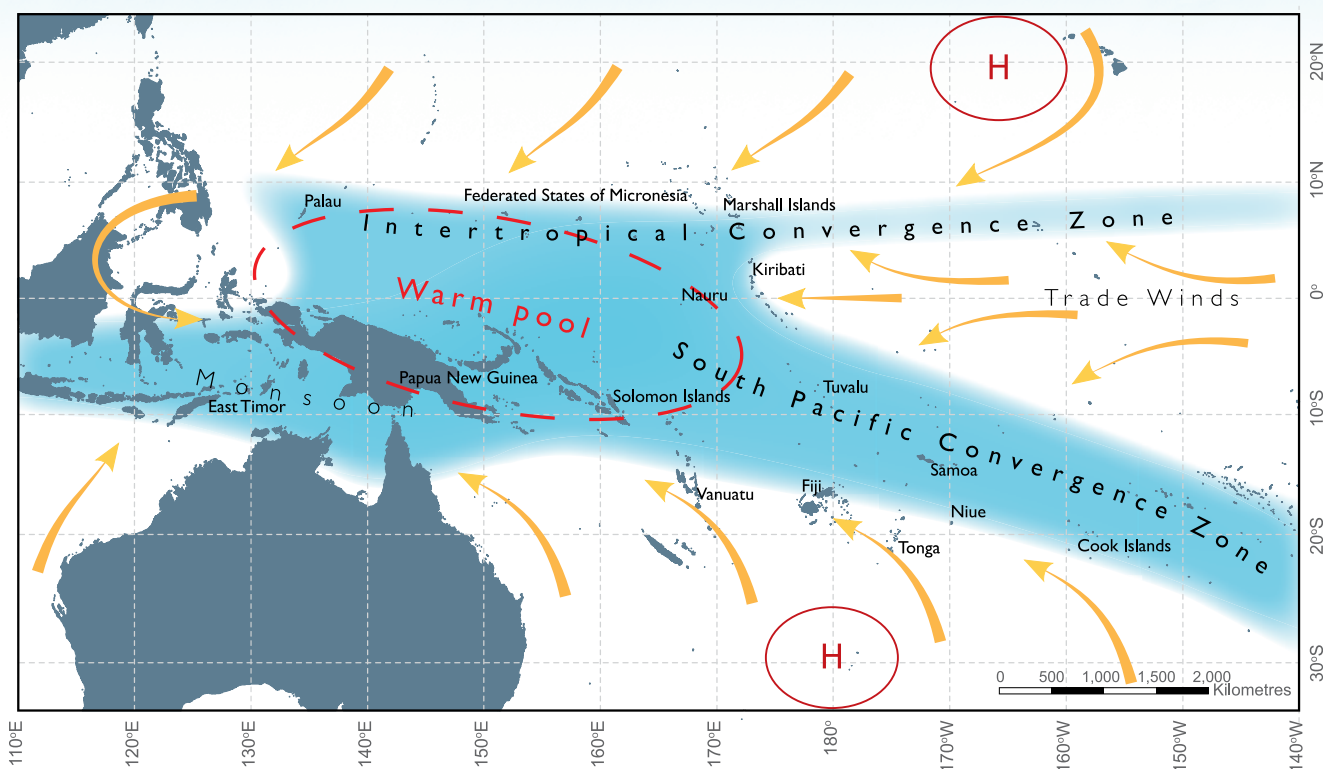 H
20°N
10°N
Palau
Federated States of Micronesia
Marshall Islands
Intertropical Convergence Zone
Kiribati
Warm pool
Nauru
Trade Winds
0°
South Pacific Convergence Zone
Monsoon
Papua New Guinea
East Timor
Solomon Islands
Tuvalu
10°S
Samoa
Vanuatu
Fiji
Niue
Tonga
Cook Islands
20°S
H
30°S
0 500 1,000 1,500 2,000
Kilometres
110°E 120°E 130°E 140°E 150°E 160°E 170°E 180° 170°W 160°W 150°W 140°W